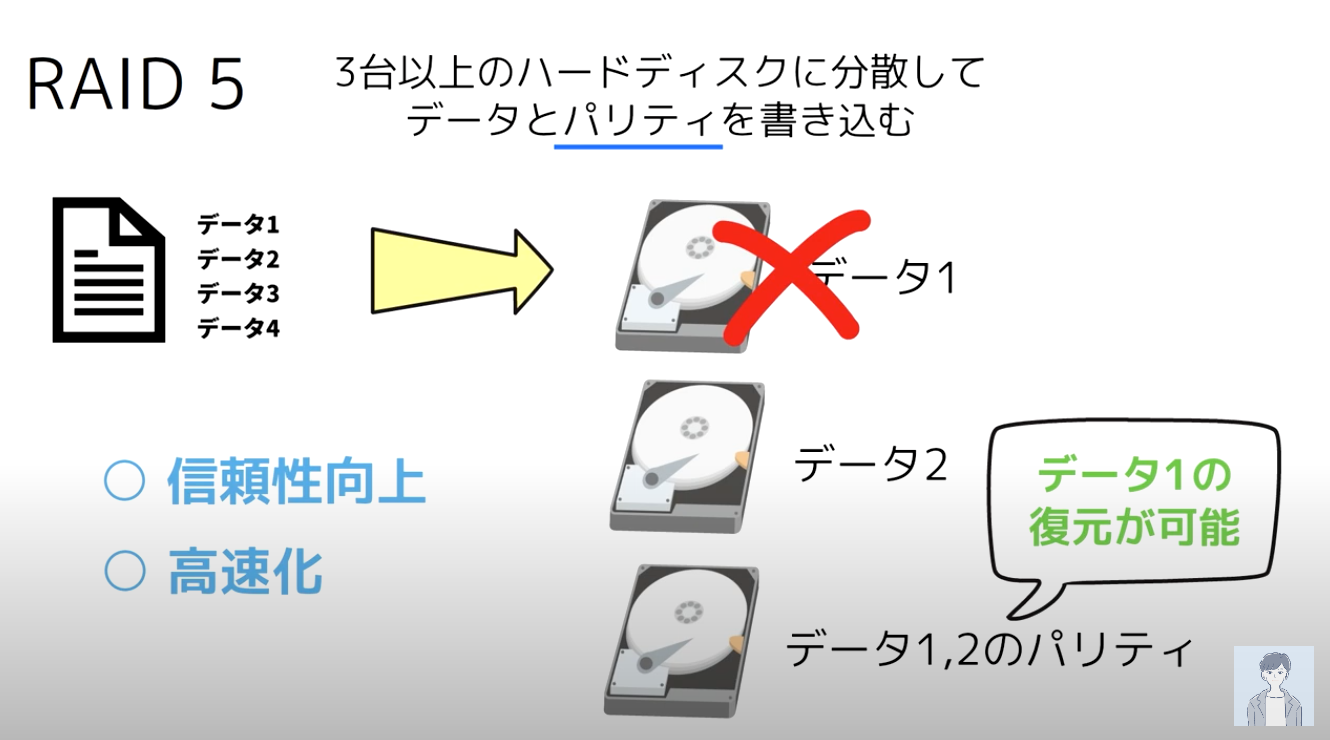 RAID 5
3台以上のハードディスクに分散して
データとパリティを書き込む
データ1
データ2
データ3
データ4
データ1
データ2
データ1,2のパリティ
データ1の
復元が可能
○ 信頼性向上
○ 高速化